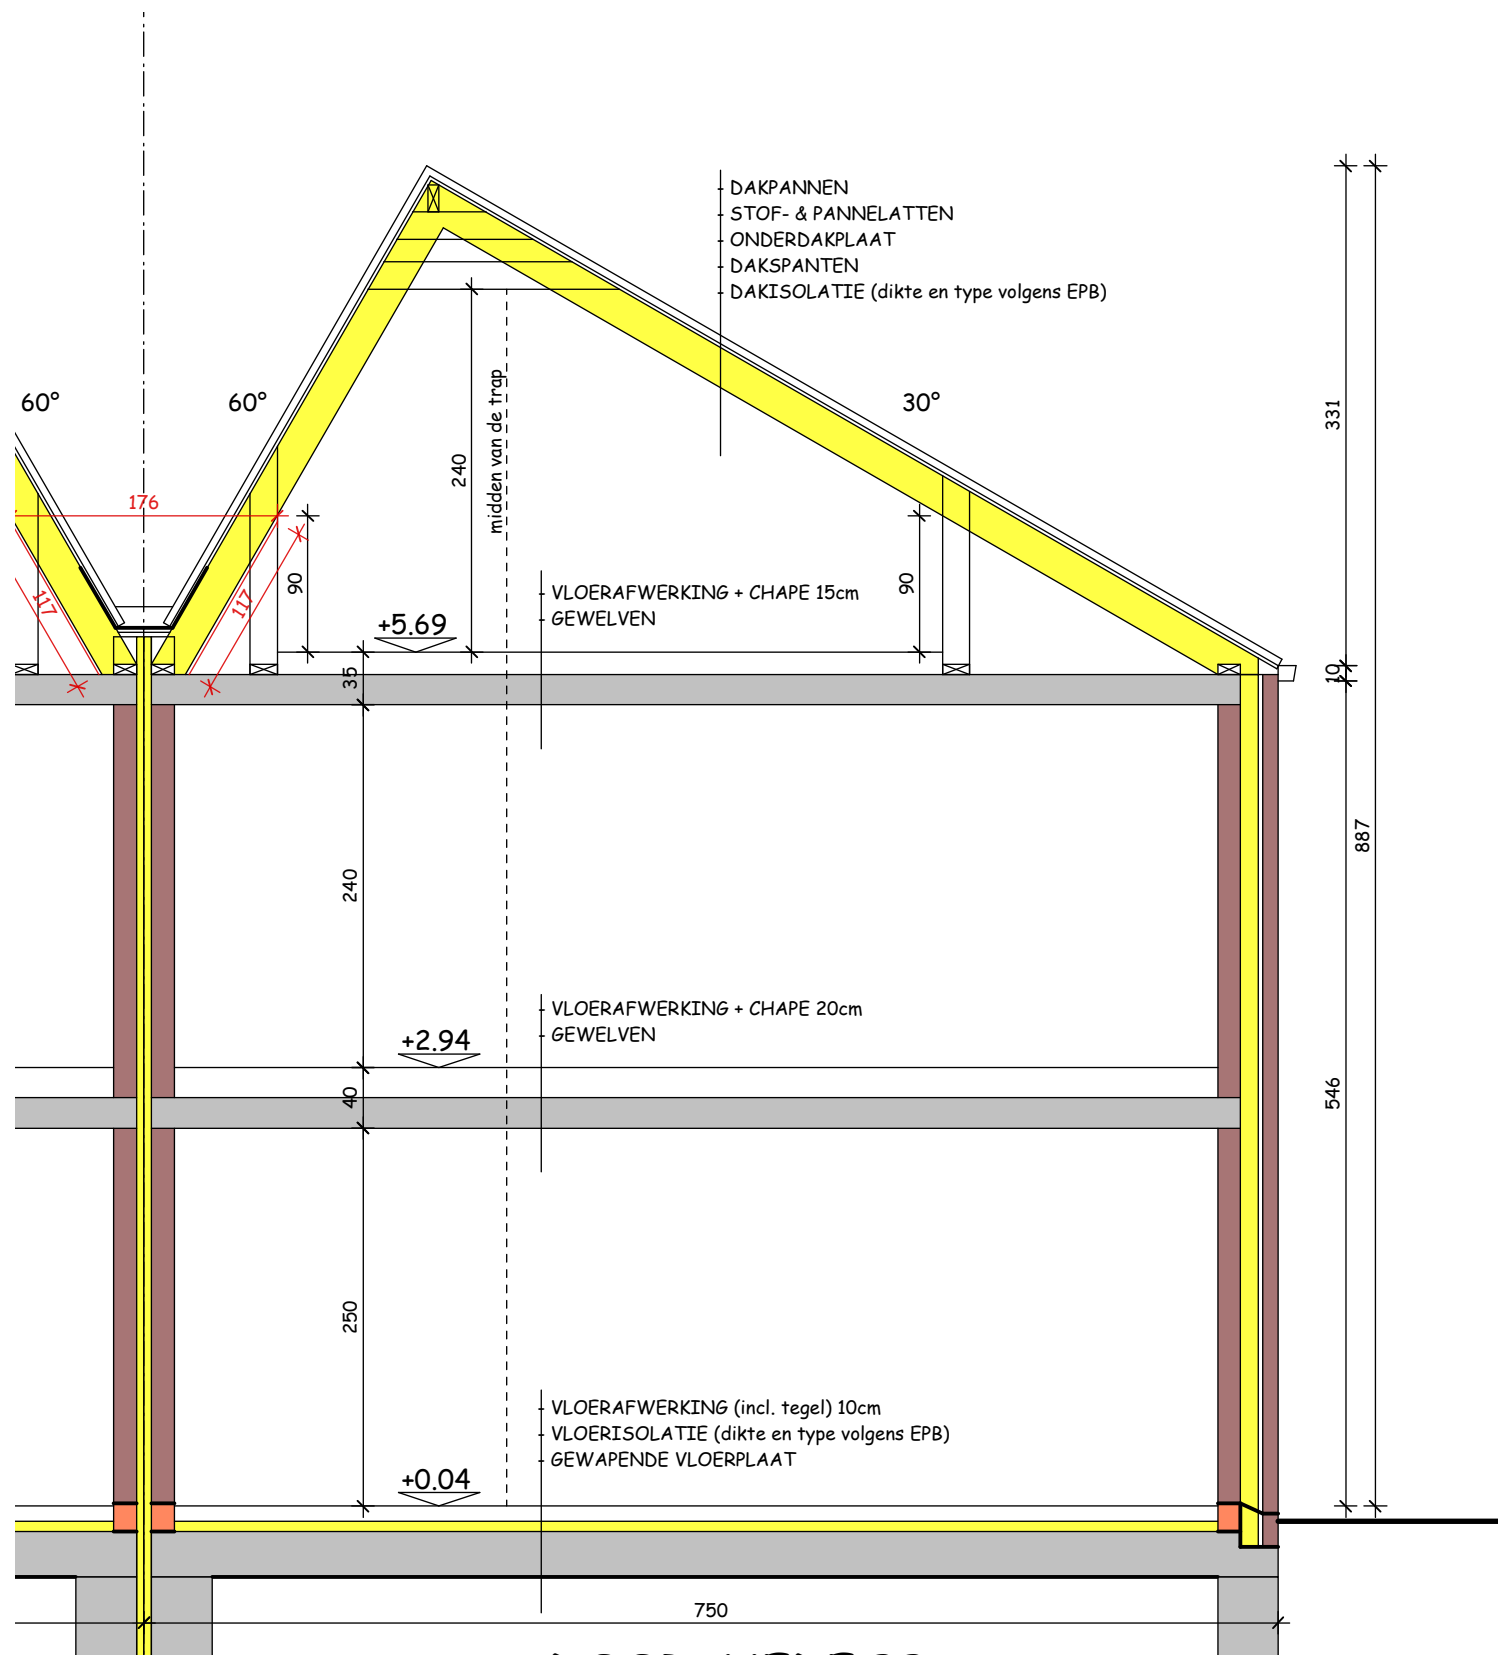 DAKPANNEN
STOF- & PANNELATTEN
ONDERDAKPLAAT
DAKSPANTEN
DAKISOLATIE (dikte en type volgens EPB)
60°
60°
30°
331
240
midden van de trap
176
90
90
117
117
VLOERAFWERKING + CHAPE 15cm
GEWELVEN
+5.69
35
10
240
887
VLOERAFWERKING + CHAPE 20cm
GEWELVEN
+2.94
40
546
250
VLOERAFWERKING (incl. tegel) 10cm
VLOERISOLATIE (dikte en type volgens EPB)
GEWAPENDE VLOERPLAAT
+0.04
750